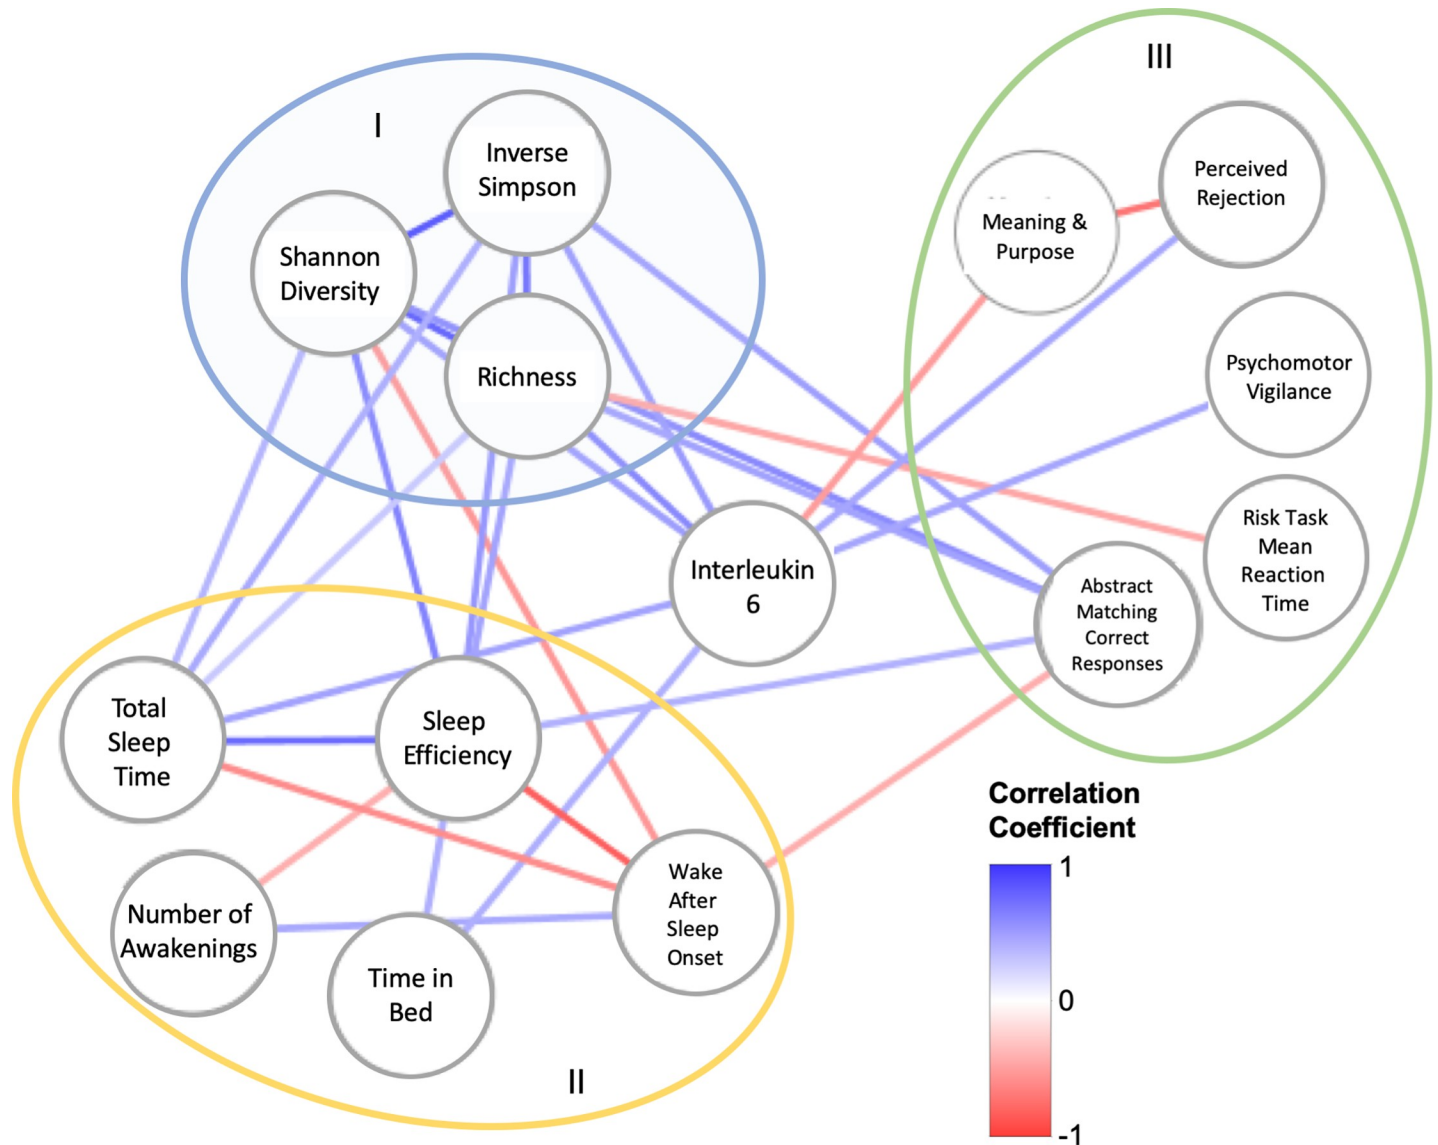 III
I
Inverse
Simpson
Perceived
Rejection
Meaning &
Purpose
Shannon
Diversity
Richness
Psychomotor
Vigilance
Risk Task
Mean
Reaction
Time
Interleukin
6
Abstract
Matching
Correct
Responses
Total
Sleep
Time
Sleep
Efficiency
Wake
After
Sleep
Onset
Number of
Awakenings
Time in
Bed
II
Correlation
Coefficient
1
0
-1